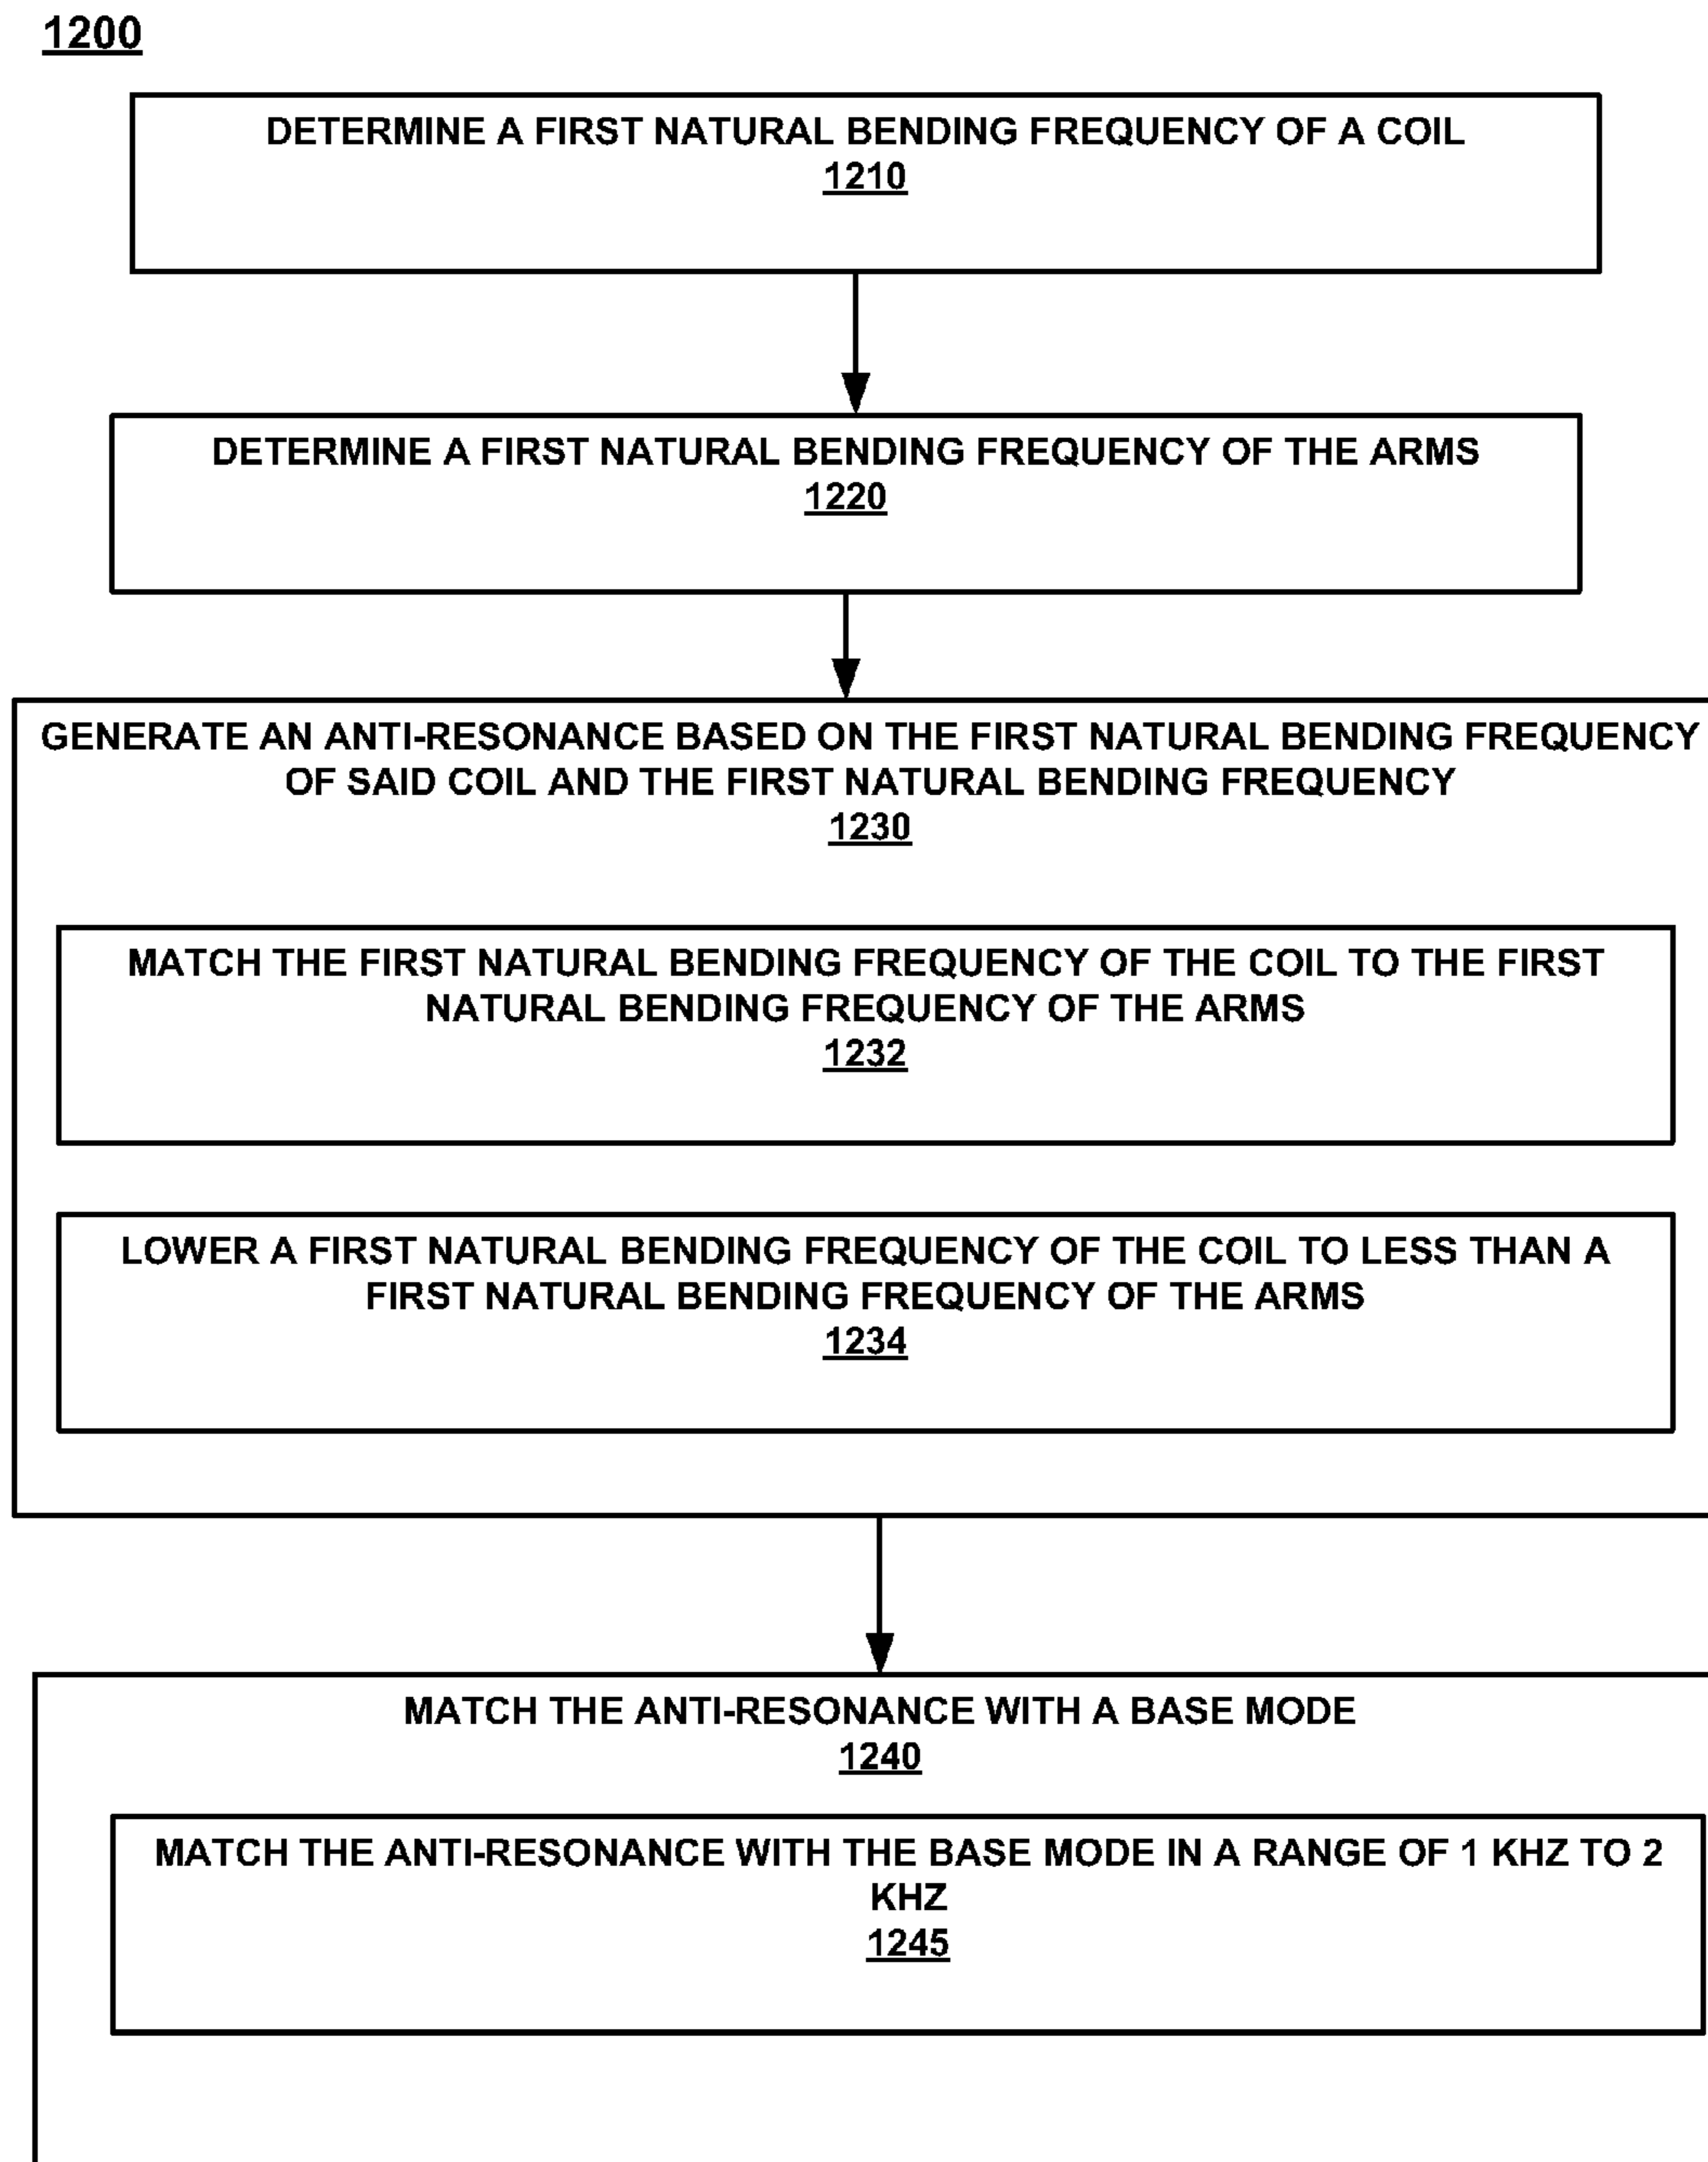 1200
DETERMINE A FIRST NATURAL BENDING FREQUENCY OF A COIL
1210
DETERMINE A FIRST NATURAL BENDING FREQUENCY OF THE ARMS
1220
GENERATE AN ANTI-RESONANCE BASED ON THE FIRST NATURAL BENDING FREQUENCY
OF SAID COIL AND THE FIRST NATURAL BENDING FREQUENCY
1230
MATCH THE FIRST NATURAL BENDING FREQUENCY OF THE COIL TO THE FIRST
NATURAL BENDING FREQUENCY OF THE ARMS
1232
LOWER A FIRST NATURAL BENDING FREQUENCY OF THE COIL TO LESS THAN A
FIRST NATURAL BENDING FREQUENCY OF THE ARMS
1234
MATCH THE ANTI-RESONANCE WITH A BASE MODE
1240
MATCH THE ANTI-RESONANCE WITH THE BASE MODE IN A RANGE OF 1 KHZ TO 2
KHZ
1245